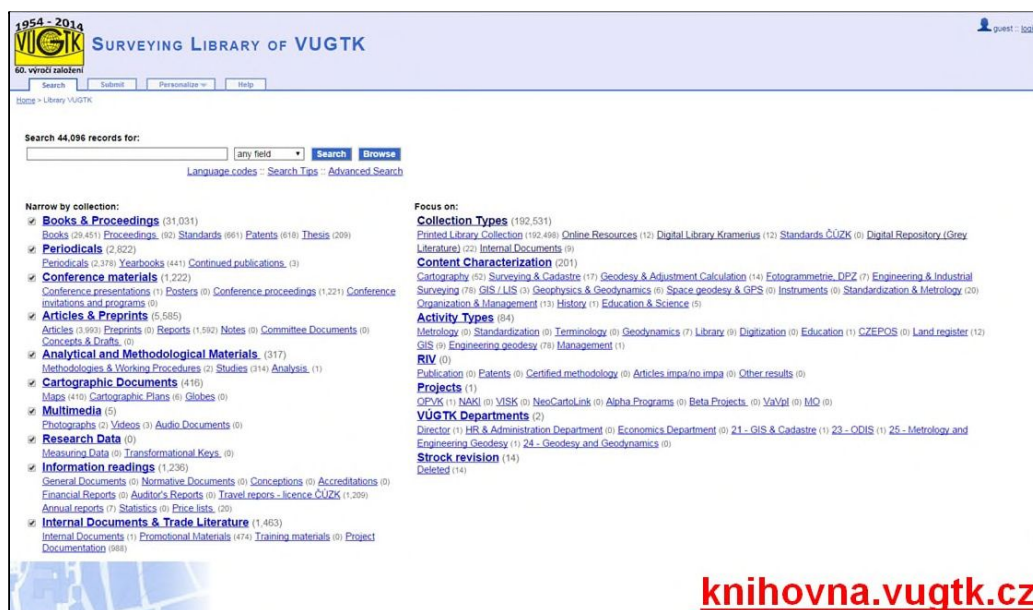 1954 - 2014
VÚGTK
60. výročí založení
SURVEYING LIBRARY OF VUGTK
guest :: login
Search Submit Personalize Help
Home > Library VÚGTK
Search 44,096 records for:
any field Search Browse
Language codes :: Search Tips :: Advanced Search
Narrow by collection:
Books & Proceedings (31,031)
Books (29,451) Proceedings (92) Standards (661) Patents (618) Thesis (209)
Periodicals (2,822)
Periodicals (2,378) Yearbooks (441) Continued publications (3)
Conference materials (1,222)
Conference presentations (1) Posters (0) Conference proceedings (1,221) Conference
invitations and programs (0)
Articles & Preprints (5,585)
Articles (3,993) Preprints (0) Reports (1,592) Notes (0) Committee Documents (0)
Concepts & Drafts (0)
Analytical and Methodological Materials (317)
Methodologies & Working Procedures (2) Studies (314) Analysis (1)
Cartographic Documents (416)
Maps (410) Cartographic Plans (6) Globes (0)
Multimedia (5)
Photographs (2) Videos (3) Audio Documents (0)
Research Data (0)
Measuring Data (0) Transformational Keys (0)
Information readings (1,236)
General Documents (0) Normative Documents (0) Conceptions (0) Accreditations (0)
Financial Reports (0) Auditor's Reports (0) Travel repors - licence ČÚZK (1,209)
Annual reports (7) Statistics (0) Price lists (20)
Internal Documents & Trade Literature (1,463)
Internal Documents (1) Promotional Materials (474) Training materials (0) Project
Documentation (988)
Focus on:
Collection Types (192,531)
Printed Library Collection (192,498) Online Resources (12) Digital Library Kramerius (12) Standards ČÚZK (0) Digital Repository (Grey
Literature) (22) Internal Documents (9)
Content Characterization (201)
Cartography (52) Surveying & Cadastre (17) Geodesy & Adjustment Calculation (14) Fotogrammetrie, DPZ (7) Engineering & Industrial
Surveying (78) GIS / LIS (3) Geophysics & Geodynamics (6) Space geodesy & GPS (0) Instruments (0) Standardization & Metrology (20)
Organization & Management (13) History (1) Education & Science (5)
Activity Types (84)
Metrology (0) Standardization (0) Terminology (0) Geodynamics (7) Library (9) Digitization (0) Education (1) CZEPOS (0) Land register (12)
GIS (9) Engineering geodesy (78) Management (1)
RIV (0)
Publication (0) Patents (0) Certified methodology (0) Articles impa/no impa (0) Other results (0)
Projects (1)
OPVK (1) NAKI (0) VISK (0) NeoCartoLink (0) Alpha Programs (0) Beta Projects (0) VaVpI (0) MO (0)
VÚGTK Departments (2)
Director (1) HR & Administration Department (0) Economics Department (0) 21 - GIS & Cadastre (1) 23 - ODIS (1) 25 - Metrology and
Engineering Geodesy (1) 24 - Geodesy and Geodynamics (0)
Strock revision (14)
Deleted (14)
knihovna.vugtk.cz